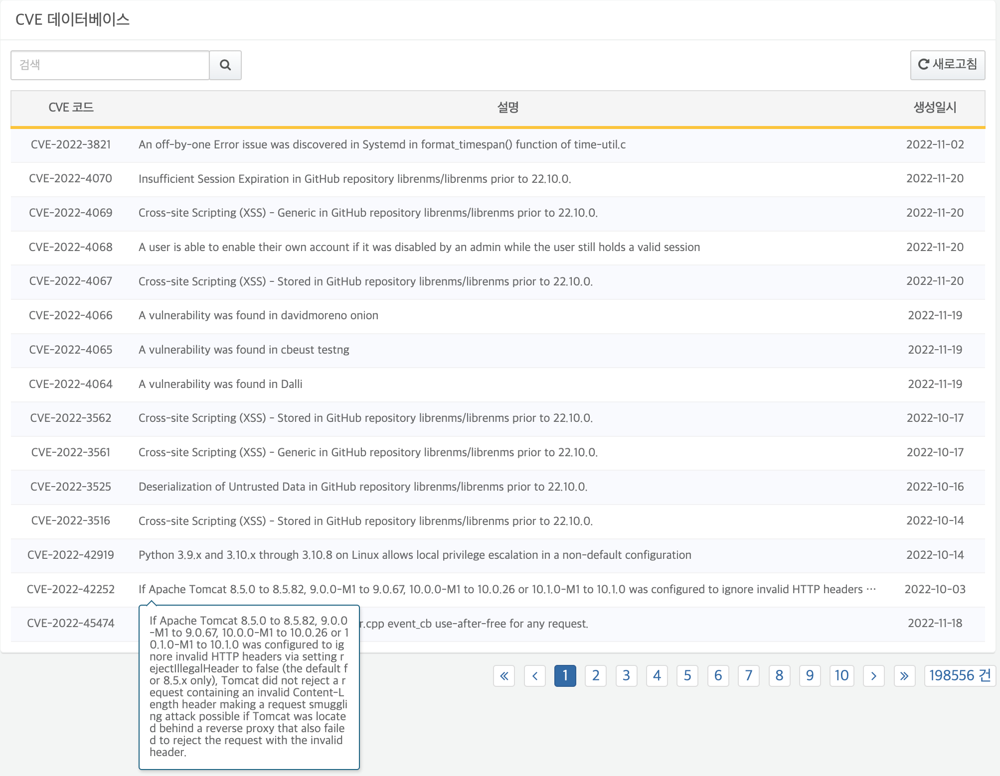 CVE 데이터베이스
검색
새로고침
CVE 코드 설명 생성일시
CVE-2022-3821 An off-by-one Error issue was discovered in Systemd in format_timespan() function of time-util.c 2022-11-02
CVE-2022-4070 Insufficient Session Expiration in GitHub repository librenms/librenms prior to 22.10.0. 2022-11-20
CVE-2022-4069 Cross-site Scripting (XSS) - Generic in GitHub repository librenms/librenms prior to 22.10.0. 2022-11-20
CVE-2022-4068 A user is able to enable their own account if it was disabled by an admin while the user still holds a valid session 2022-11-20
CVE-2022-4067 Cross-site Scripting (XSS) - Stored in GitHub repository librenms/librenms prior to 22.10.0. 2022-11-20
CVE-2022-4066 A vulnerability was found in davidmoreno onion 2022-11-19
CVE-2022-4065 A vulnerability was found in cbeust testng 2022-11-19
CVE-2022-4064 A vulnerability was found in Dalli 2022-11-19
CVE-2022-3562 Cross-site Scripting (XSS) - Stored in GitHub repository librenms/librenms prior to 22.10.0. 2022-10-17
CVE-2022-3561 Cross-site Scripting (XSS) - Generic in GitHub repository librenms/librenms prior to 22.10.0. 2022-10-17
CVE-2022-3525 Deserialization of Untrusted Data in GitHub repository librenms/librenms prior to 22.10.0. 2022-10-16
CVE-2022-3516 Cross-site Scripting (XSS) - Stored in GitHub repository librenms/librenms prior to 22.10.0. 2022-10-14
CVE-2022-42919 Python 3.9.x and 3.10.x through 3.10.8 on Linux allows local privilege escalation in a non-default configuration 2022-10-14
CVE-2022-42252 If Apache Tomcat 8.5.0 to 8.5.82, 9.0.0-M1 to 9.0.67, 10.0.0-M1 to 10.0.26 or 10.1.0-M1 to 10.1.0 was configured to ignore invalid HTTP headers ··· 2022-10-03
CVE-2022-45474 r.cpp event_cb use-after-free for any request. 2022-11-18
If Apache Tomcat 8.5.0 to 8.5.82, 9.0.0
-M1 to 9.0.67, 10.0.0-M1 to 10.0.26 or 1
0.1.0-M1 to 10.1.0 was configured to ig
nore invalid HTTP headers via setting r
ejectIllegalHeader to false (the default f
or 8.5.x only), Tomcat did not reject a r
equest containing an invalid Content-L
ength header making a request smuggli
ng attack possible if Tomcat was locate
d behind a reverse proxy that also faile
d to reject the request with the invalid
header.
« ‹ 1 2 3 4 5 6 7 8 9 10 › » 198556 건